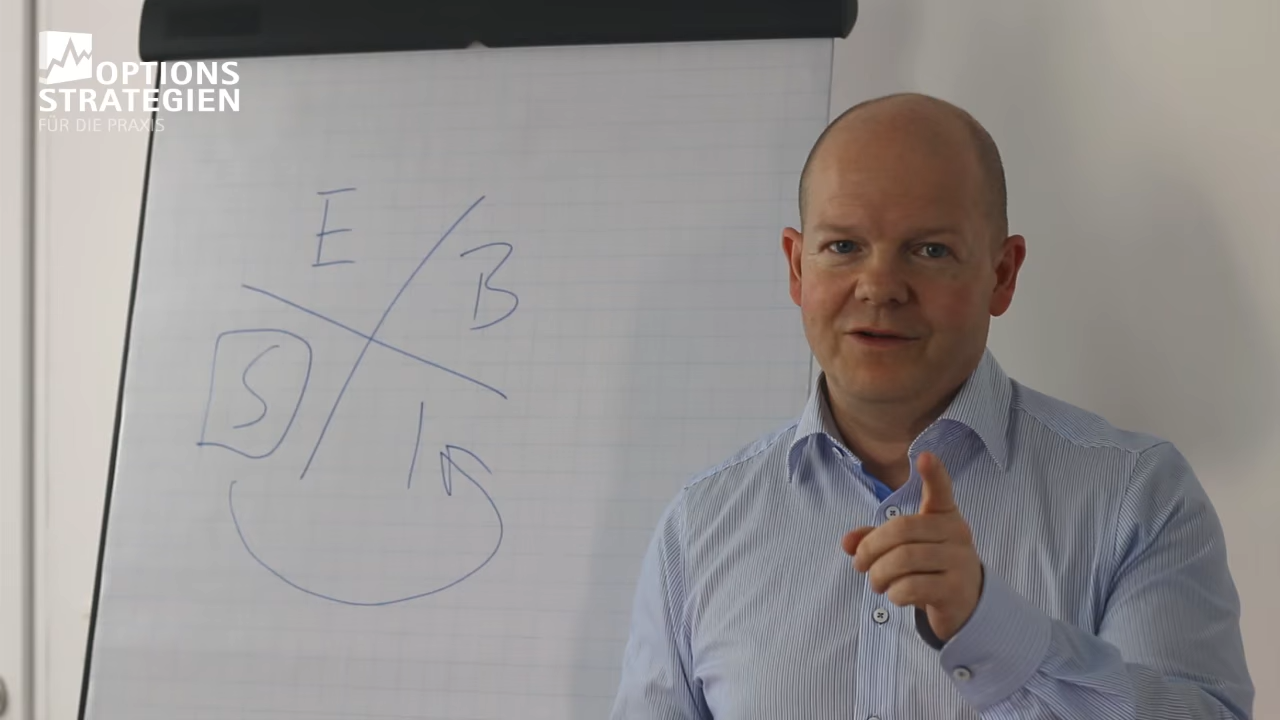 OPTIONS
STRATEGIEN
FÜR DIE PRAXIS
E
B
S
I